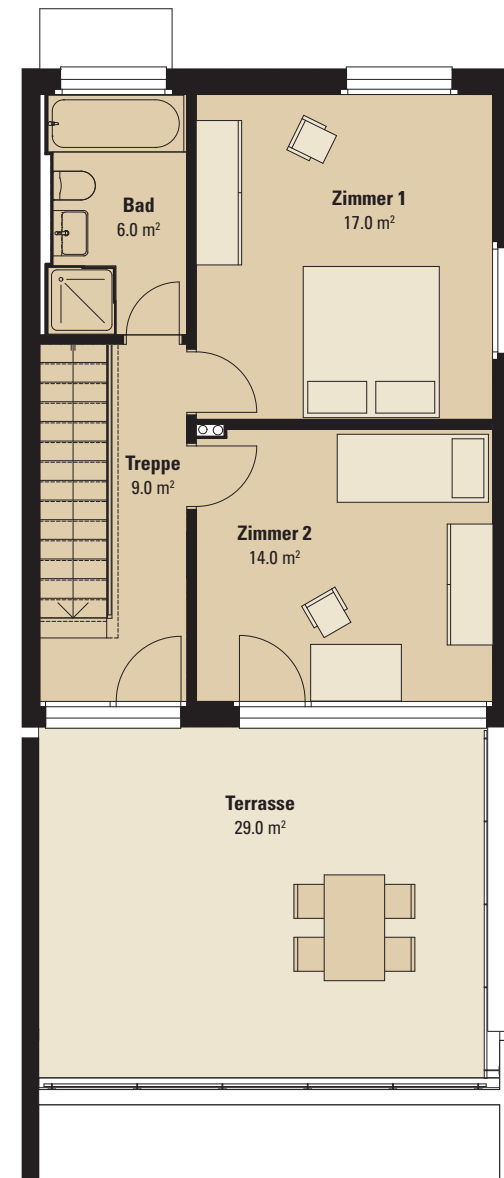 Bad
6.0 m²
Zimmer 1
17.0 m²
Treppe
9.0 m²
Zimmer 2
14.0 m²
Terrasse
29.0 m²